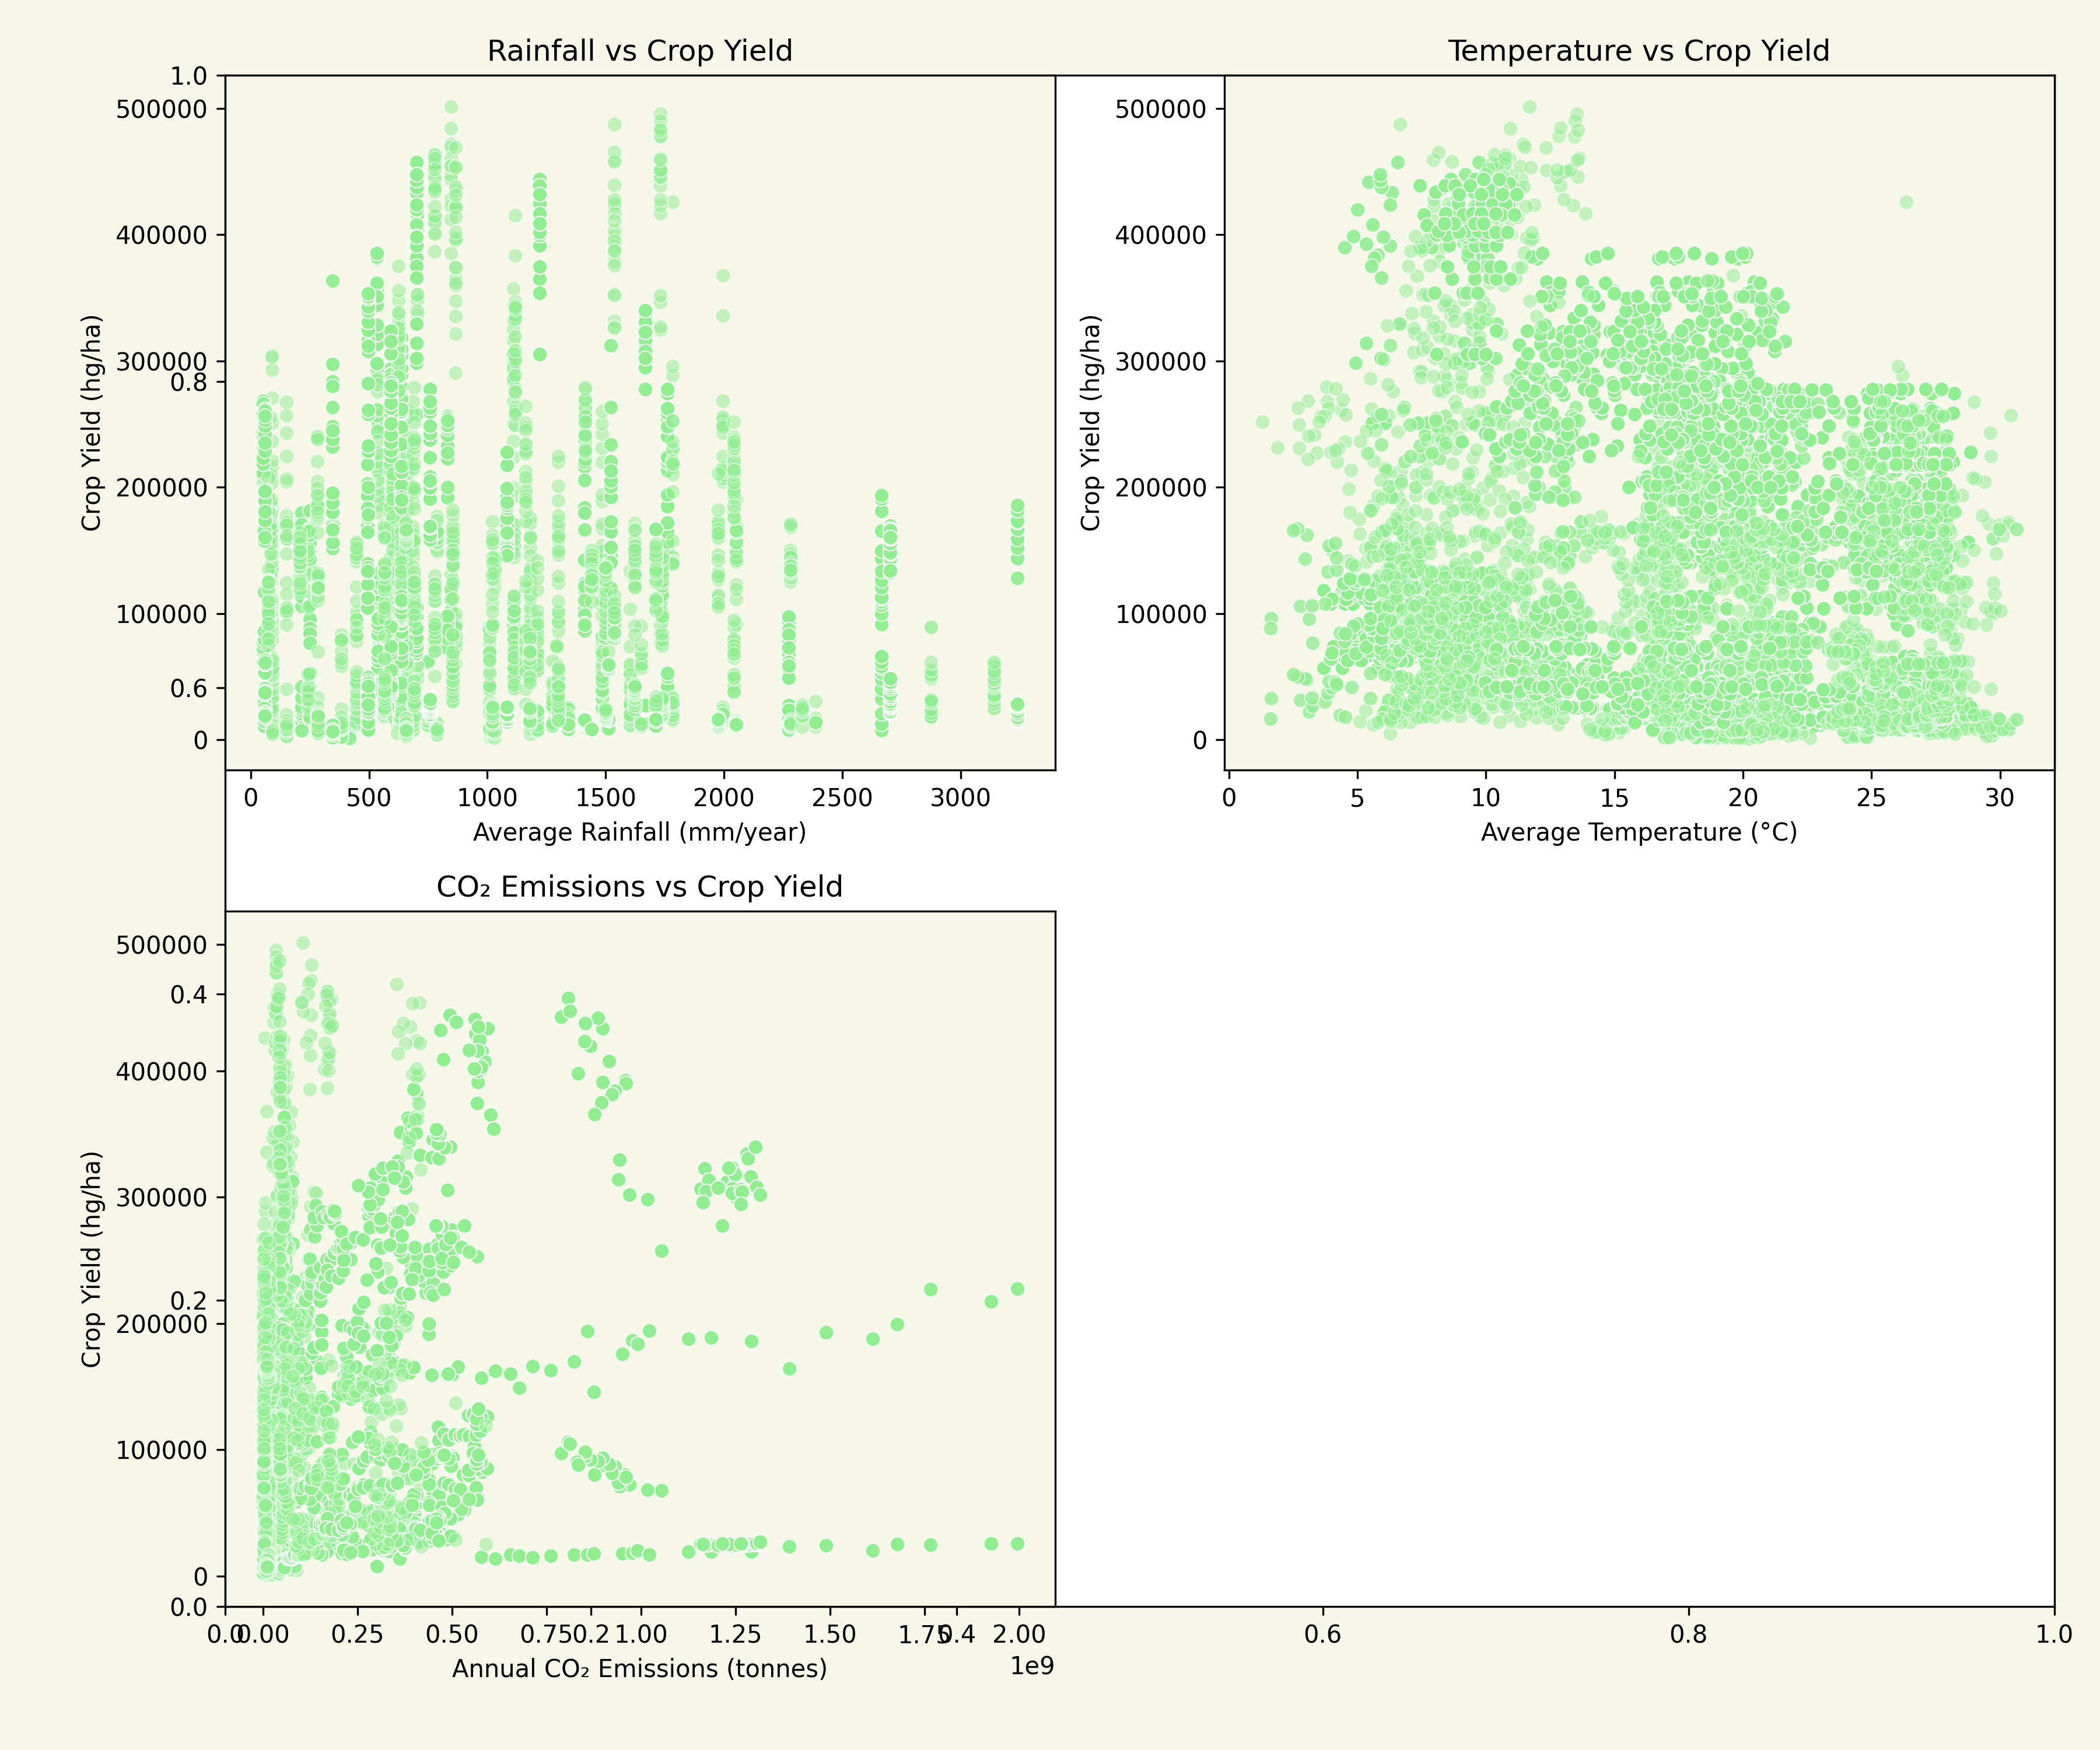 Rainfall vs Crop Yield
1.0
500000
400000
300000
0.8
200000
100000
0.6
0
Crop Yield (hg/ha)
0 500 1000 1500 2000 2500 3000
Average Rainfall (mm/year)
Temperature vs Crop Yield
500000
400000
300000
200000
100000
0
Crop Yield (hg/ha)
0 5 10 15 20 25 30
Average Temperature (°C)
CO₂ Emissions vs Crop Yield
500000
0.4
400000
300000
0.2
200000
100000
0
0.0
Crop Yield (hg/ha)
0.0 0.00 0.25 0.50 0.75 0.2 1.00 1.25 1.50 1.75 0.4 2.00 0.6 0.8 1.0
1e9
Annual CO₂ Emissions (tonnes)